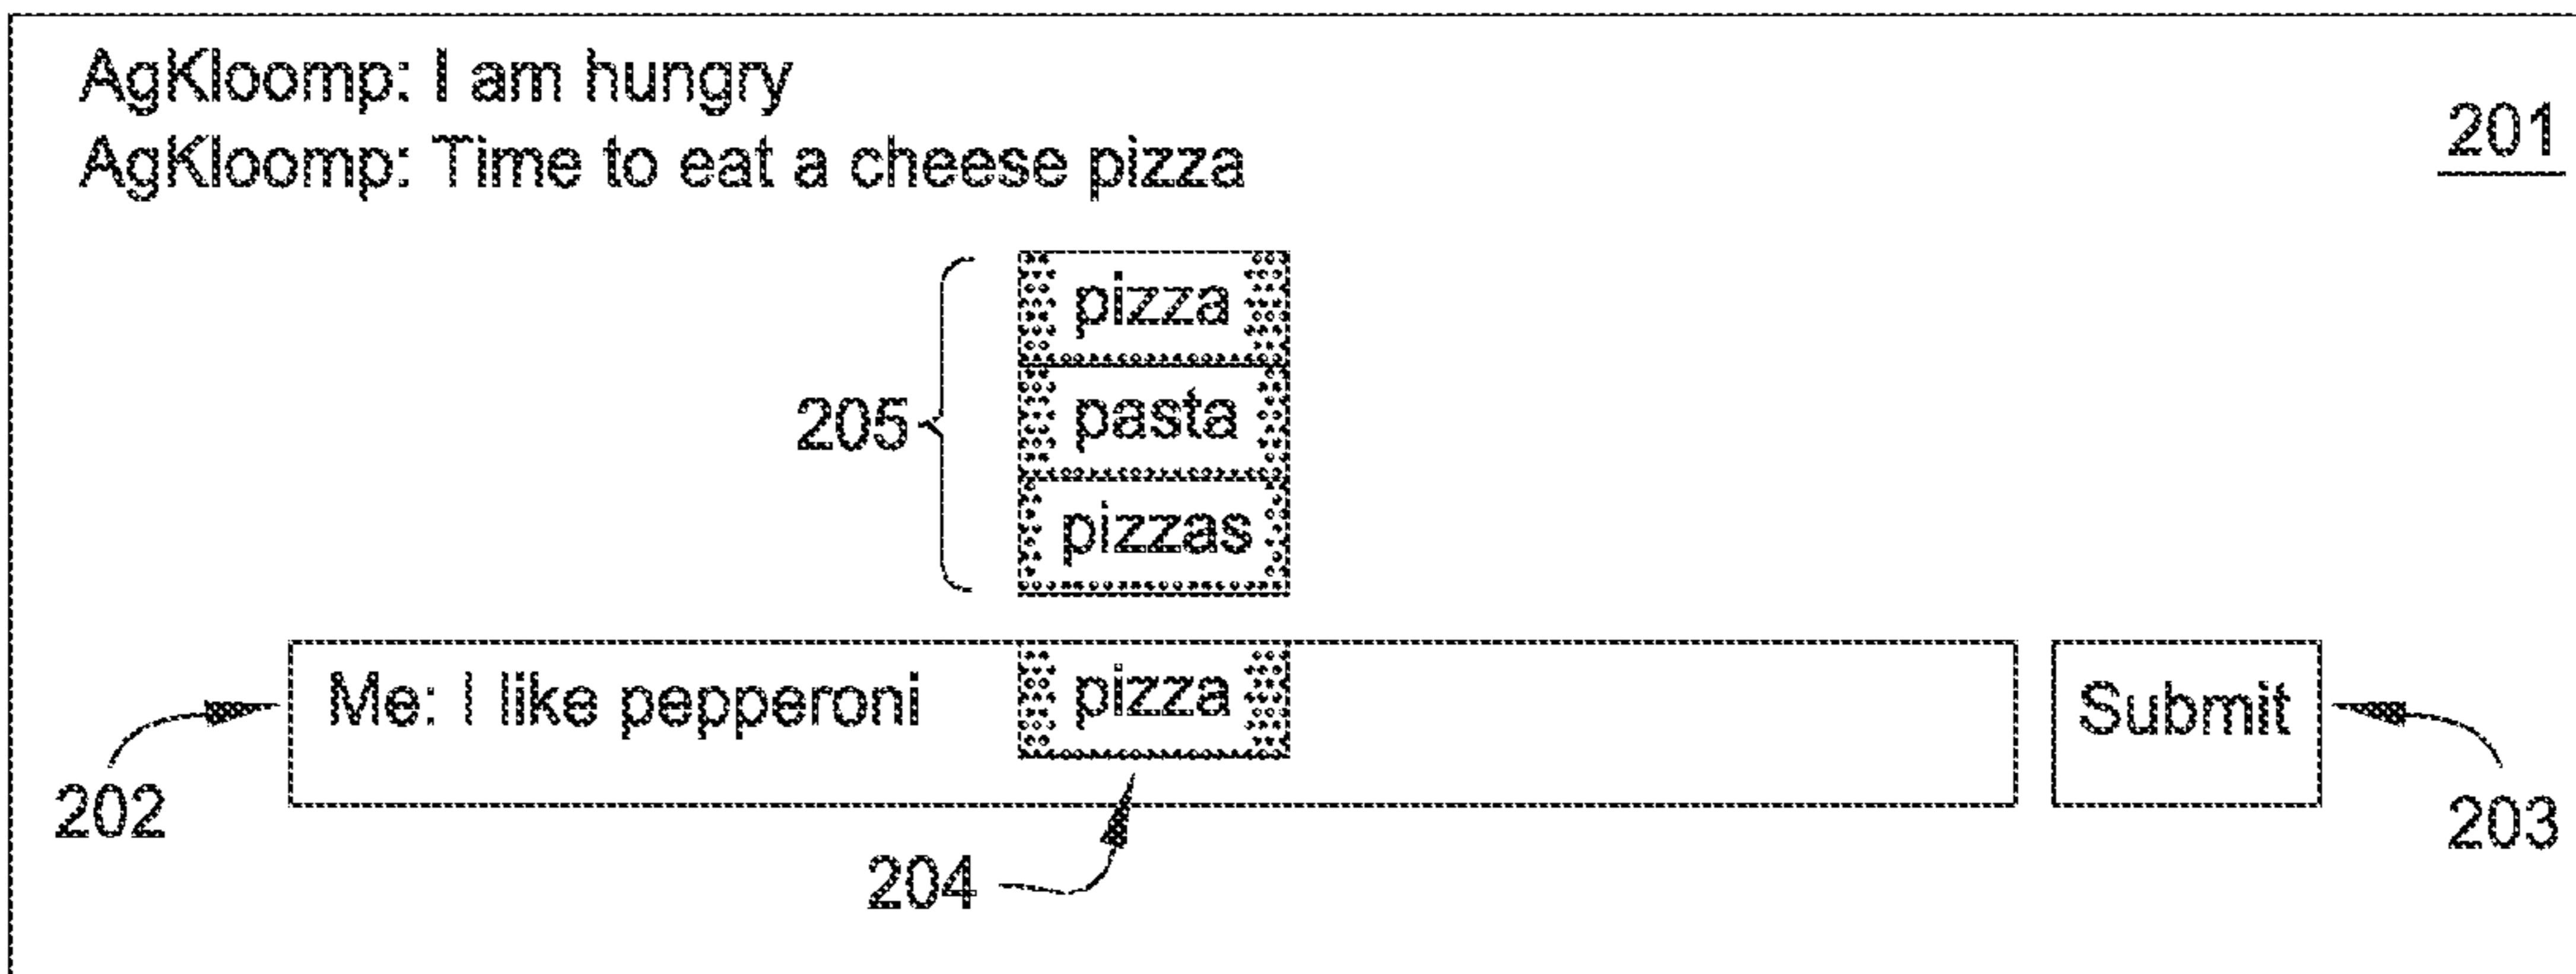 AgKloomp: I am hungry
AgKloomp: Time to eat a cheese pizza
201
pizza
205
pasta
pizzas
Me: I like pepperoni pizza
Submit
202
203
204